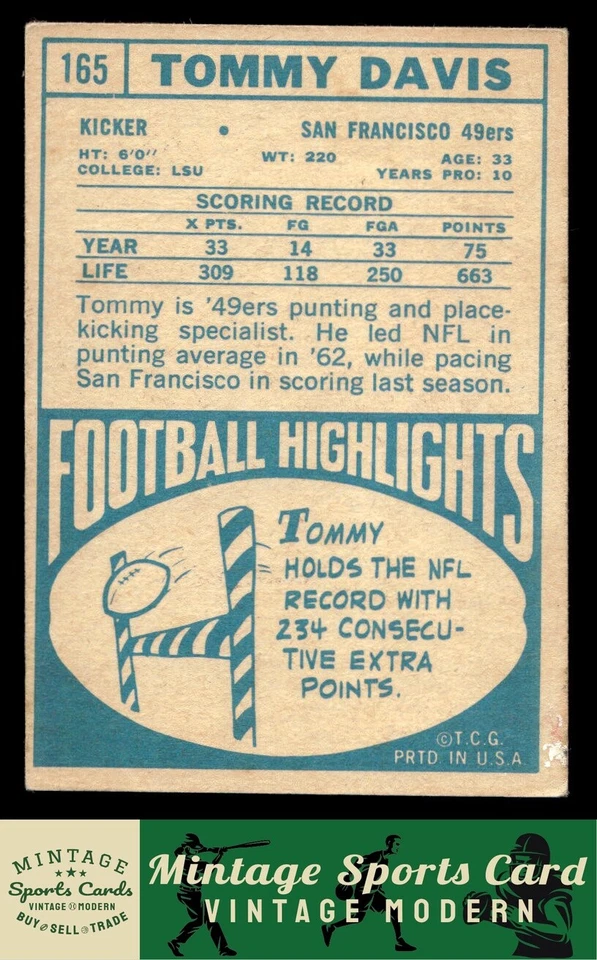 165 TOMMY DAVIS
KICKER • SAN FRANCISCO 49ers
HT: 6'0" WT: 220 AGE: 33
COLLEGE: LSU YEARS PRO: 10
SCORING RECORD
X PTS. FG FGA POINTS
YEAR 33 14 33 75
LIFE 309 118 250 663
Tommy is '49ers punting and place-
kicking specialist. He led NFL in
punting average in '62, while pacing
San Francisco in scoring last season.
FOOTBALL HIGHLIGHTS
TOMMY
HOLDS THE NFL
RECORD WITH
234 CONSECU-
TIVE EXTRA
POINTS.
©T.C.G.
PRTD. IN U.S.A.
MINTAGE
Sports Cards
VINTAGE MODERN
BUY SELL TRADE
Mintage Sports Card
VINTAGE MODERN